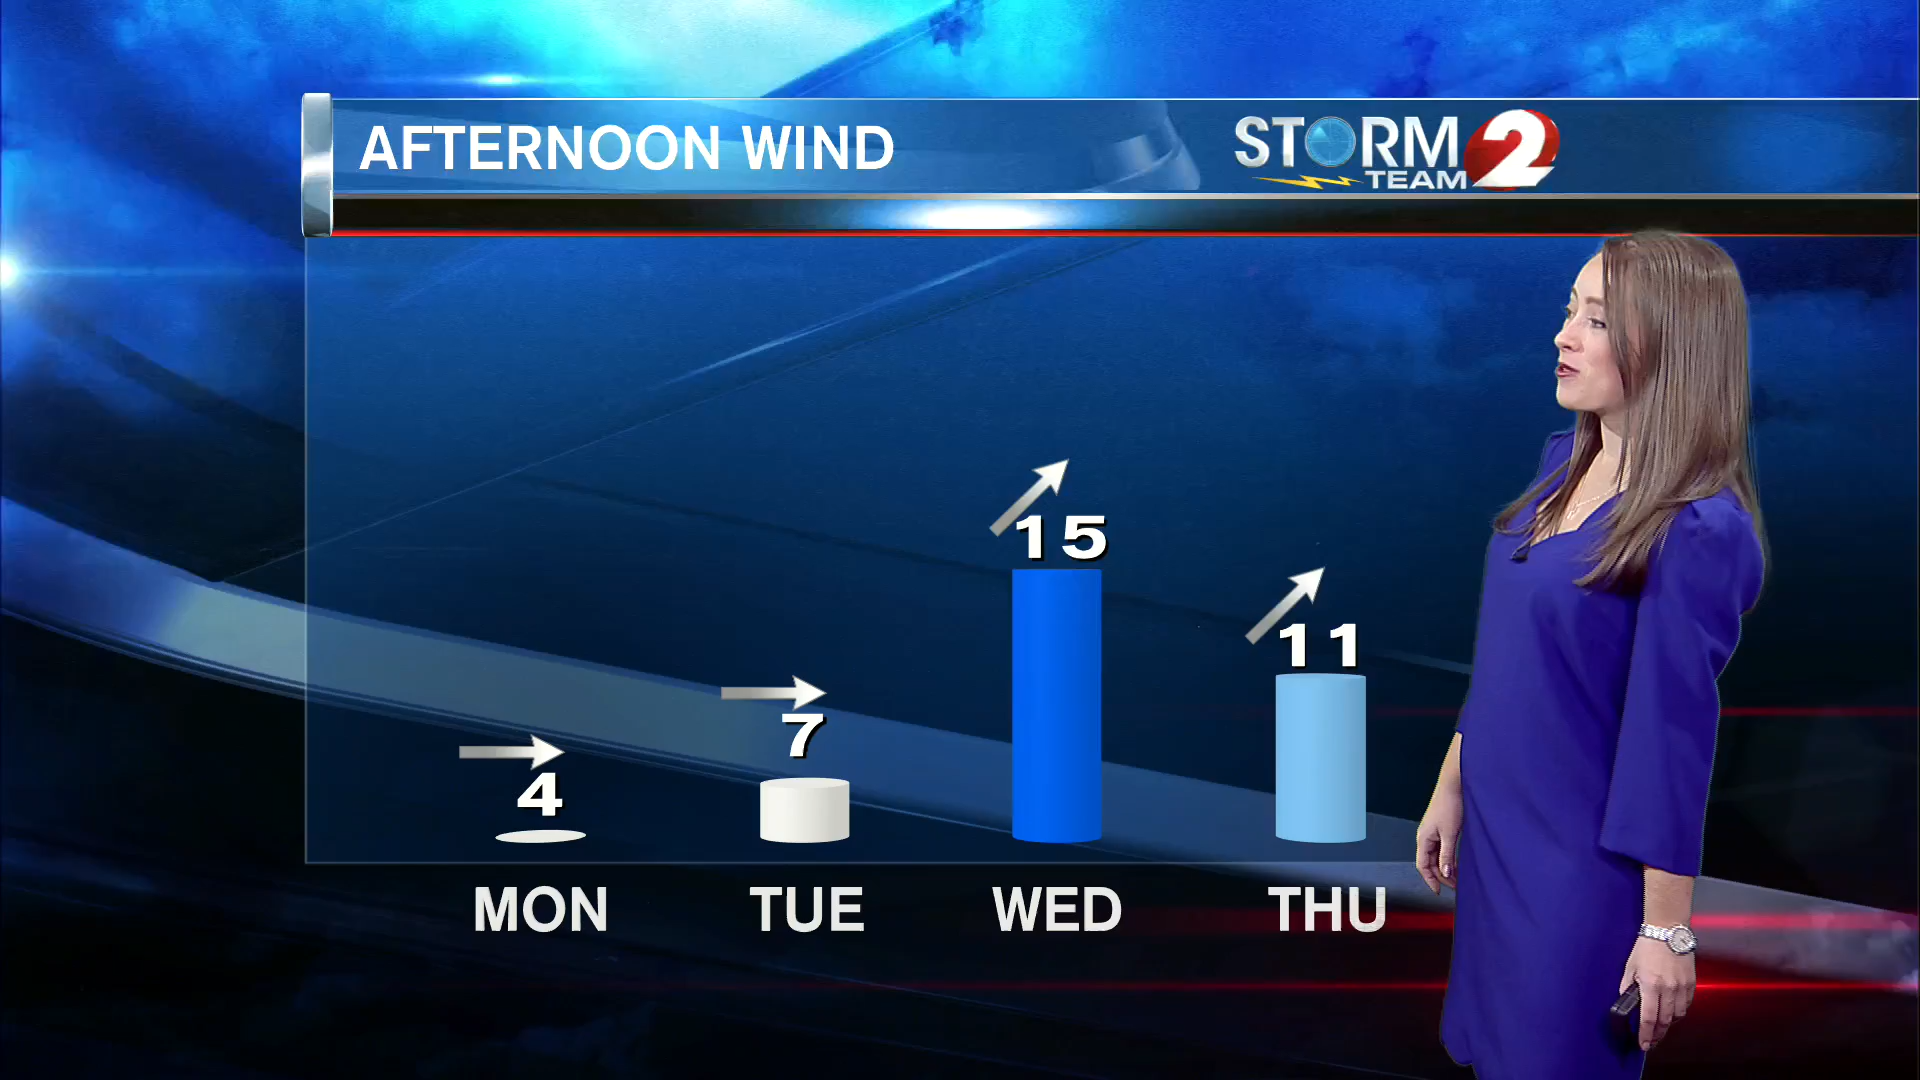 AFTERNOON WIND
STORM
TEAM 2
15
11
7
4
MON TUE WED THU